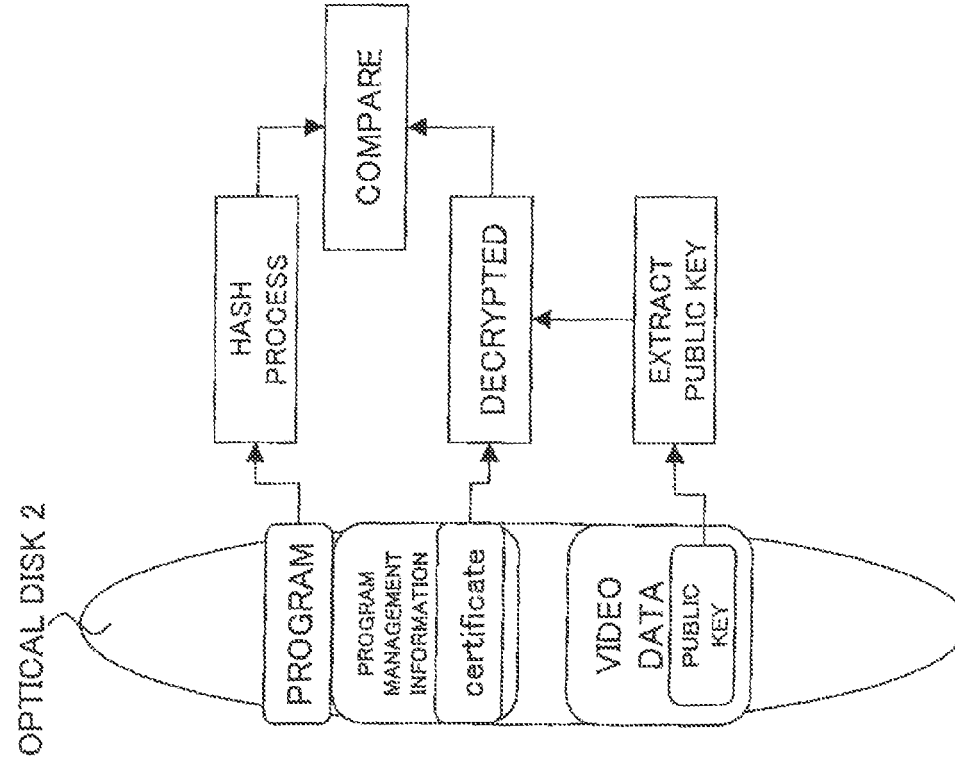 OPTICAL DISK 2
PROGRAM
PROGRAM
MANAGEMENT
INFORMATION
certificate
VIDEO
DATA
PUBLIC
KEY
HASH
PROCESS
DECRYPTED
EXTRACT
PUBLIC KEY
COMPARE